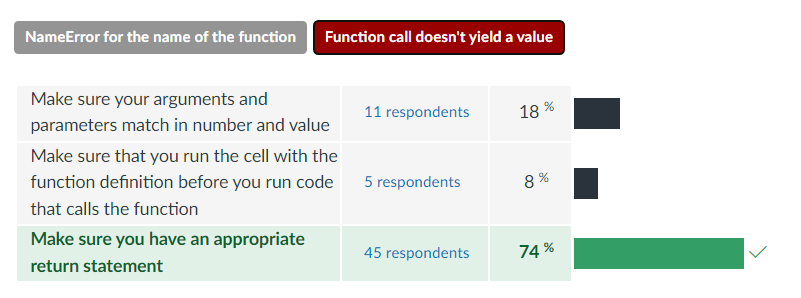 NameError for the name of the function
Function call doesn't yield a value
Make sure your arguments and
parameters match in number and value
11 respondents
18 %
Make sure that you run the cell with the
function definition before you run code
that calls the function
5 respondents
8 %
Make sure you have an appropriate
return statement
45 respondents
74 %